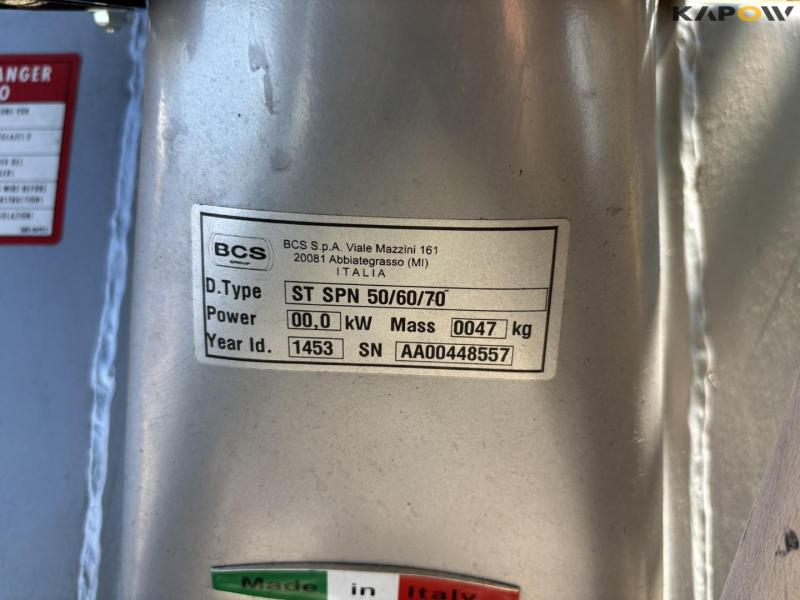 KAPOW
ANGER
BCS
GROUP
BCS S.p.A. Viale Mazzini 161
20081 Abbiategrasso (MI)
ITALIA
D.Type ST SPN 50/60/70
Power 00,0 kW Mass 0047 kg
Year Id. 1453 SN AA00448557
Made in Italy